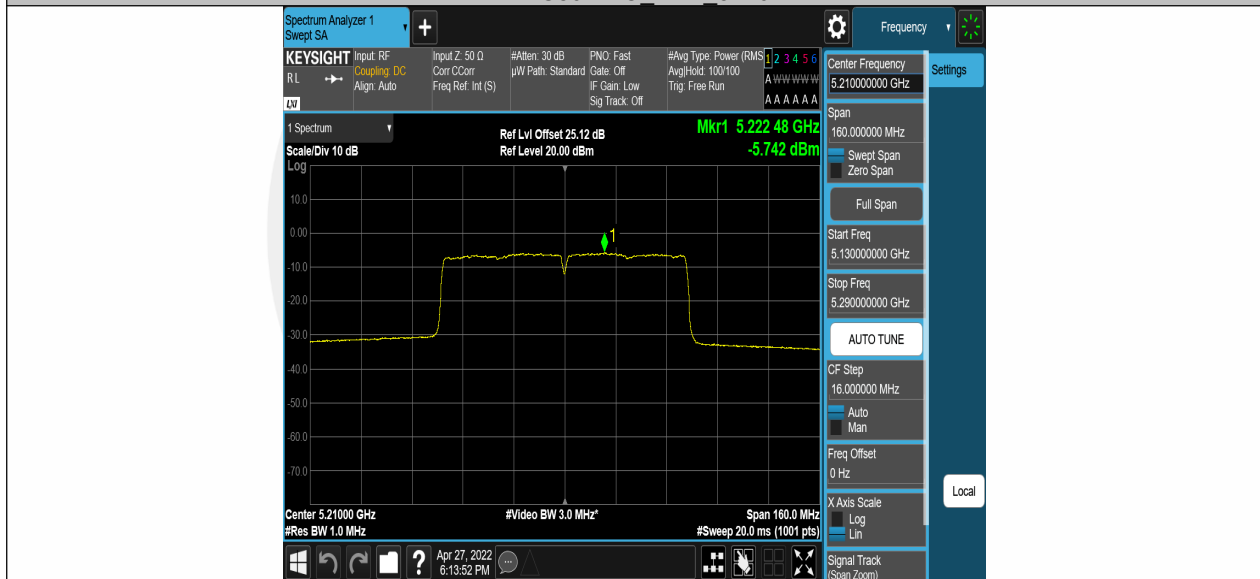 Spectrum Analyzer 1
Swept SA
+
Frequency
KEYSIGHT
RL
LXI
Input: RF
Coupling: DC
Align: Auto
Input Z: 50 Ω
Corr CCorr
Freq Ref: Int (S)
#Atten: 30 dB
µW Path: Standard
PNO: Fast
Gate: Off
IF Gain: Low
Sig Track: Off
#Avg Type: Power (RMS
Avg|Hold: 100/100
Trig: Free Run
1 2 3 4 5 6
A W W W W W
A A A A A A
1 Spectrum
Scale/Div 10 dB
Log
Ref Lvl Offset 25.12 dB
Ref Level 20.00 dBm
Mkr1 5.222 48 GHz
-5.742 dBm
10.0
0.00
-10.0
-20.0
-30.0
-40.0
-50.0
-60.0
-70.0
1
Center 5.21000 GHz
#Res BW 1.0 MHz
#Video BW 3.0 MHz*
Span 160.0 MHz
#Sweep 20.0 ms (1001 pts)
Center Frequency
5.210000000 GHz
Span
160.000000 MHz
Swept Span
Zero Span
Full Span
Start Freq
5.130000000 GHz
Stop Freq
5.290000000 GHz
AUTO TUNE
CF Step
16.000000 MHz
Auto
Man
Freq Offset
0 Hz
X Axis Scale
Log
Lin
Signal Track
(Span Zoom)
Settings
Local
?
Apr 27, 2022
6:13:52 PM